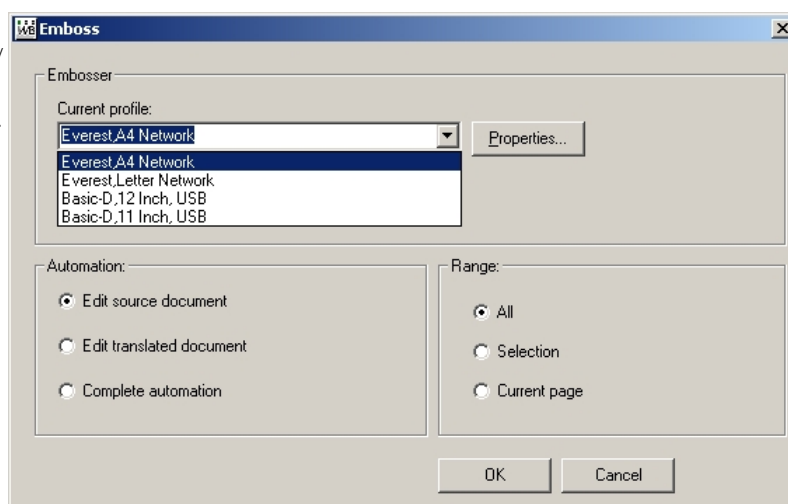 Emboss
Embosser
Current profile:
Everest,A4 Network
Properties...
Everest,A4 Network
Everest,Letter Network
Basic-D,12 Inch, USB
Basic-D,11 Inch, USB
Automation:
Edit source document
Edit translated document
Complete automation
Range:
All
Selection
Current page
OK
Cancel